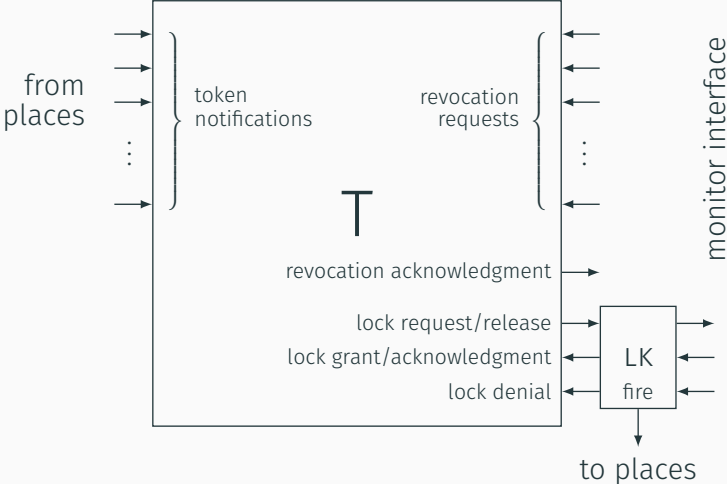 from
places
token
notifications
revocation
requests
monitor interface
T
revocation acknowledgment
lock request/release
lock grant/acknowledgment
lock denial
LK
fire
to places